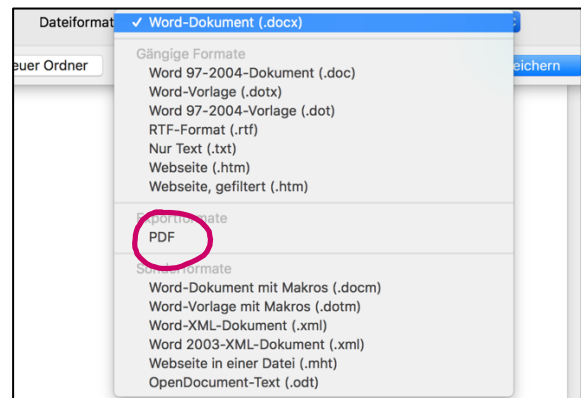 Dateiformat ✓ Word-Dokument (.docx)
Gängige Formate
euer Ordner
eichern
Word 97-2004-Dokument (.doc)
Word-Vorlage (.dotx)
Word 97-2004-Vorlage (.dot)
RTF-Format (.rtf)
Nur Text (.txt)
Webseite (.htm)
Webseite, gefiltert (.htm)
Exportformate
PDF
Sonderformate
Word-Dokument mit Makros (.docm)
Word-Vorlage mit Makros (.dotm)
Word-XML-Dokument (.xml)
Word 2003-XML-Dokument (.xml)
Webseite in einer Datei (.mht)
OpenDocument-Text (.odt)